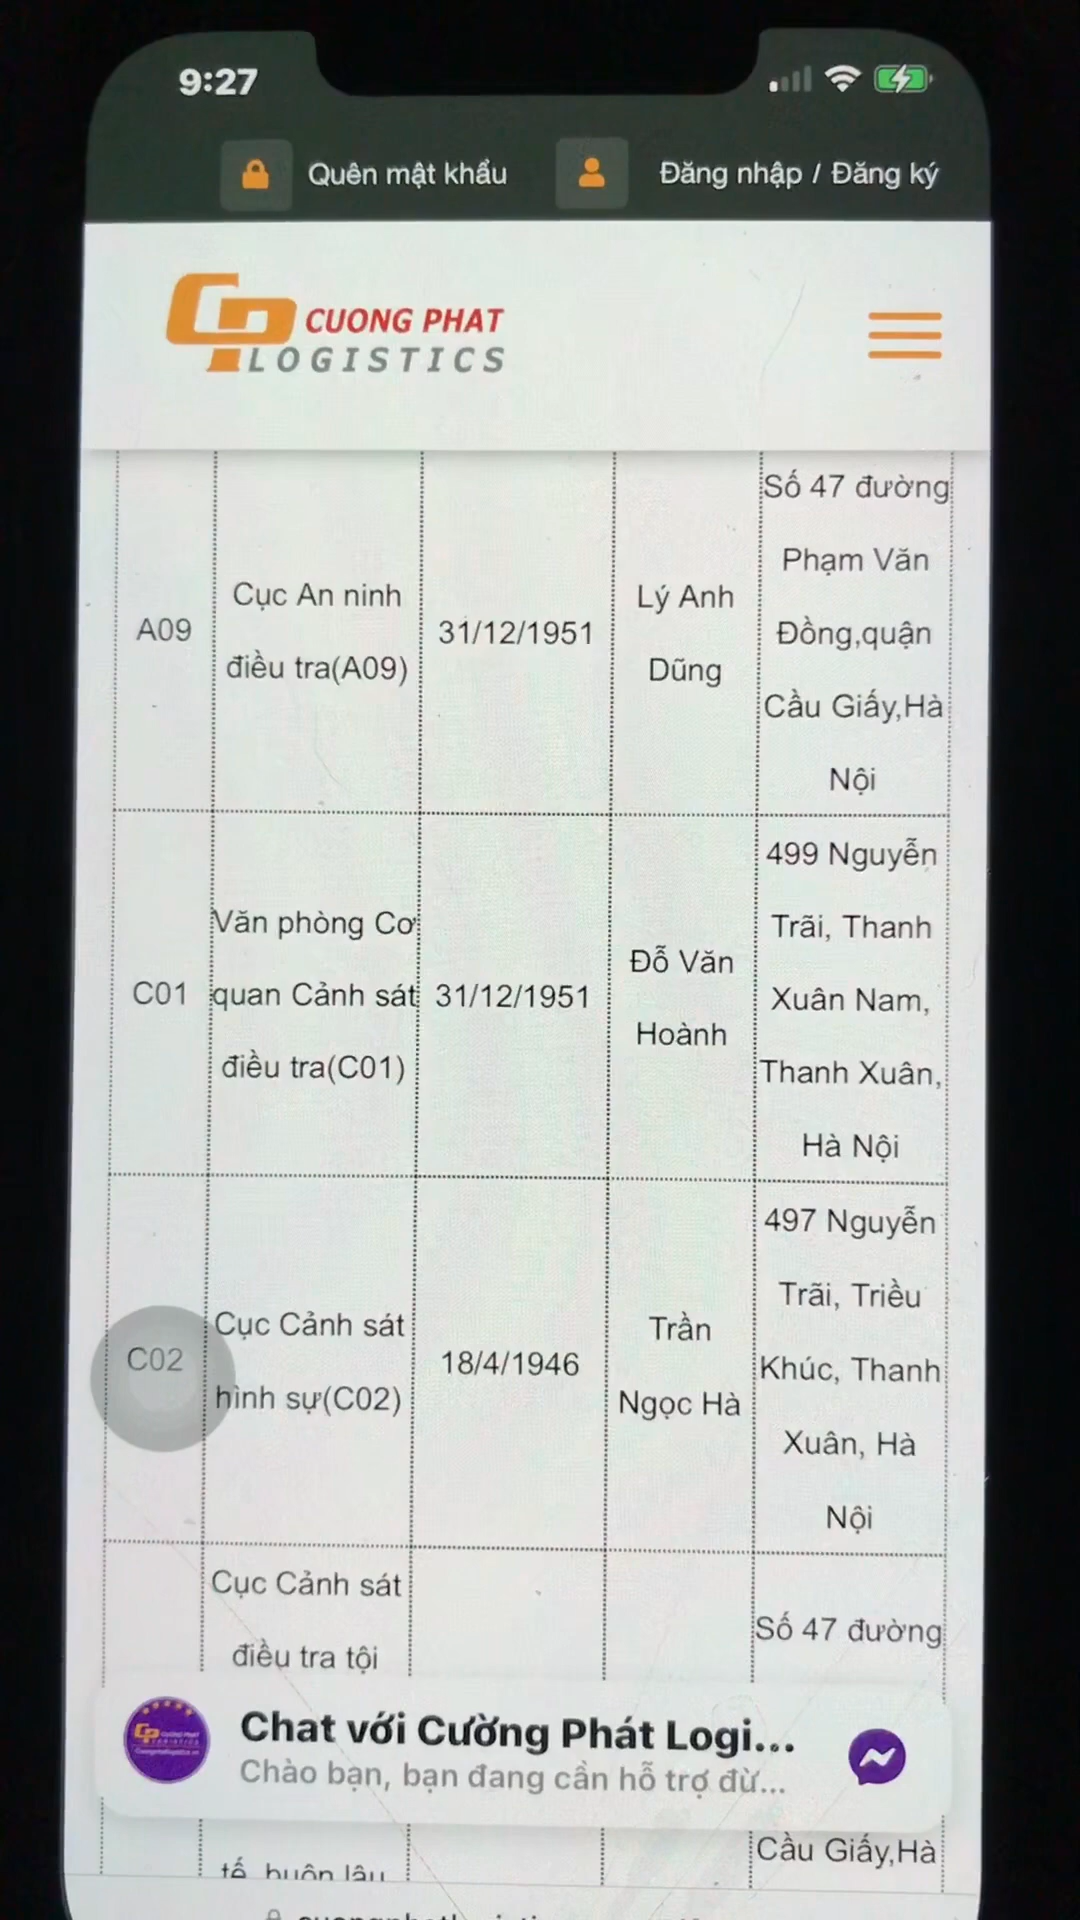 9:27
Quên mật khẩu
Đăng nhập / Đăng ký
CP CUONG PHAT
LOGISTICS
A09
Cục An ninh
điều tra(A09)
31/12/1951
Lý Anh
Dũng
Số 47 đường
Phạm Văn
Đồng,quận
Cầu Giấy,Hà
Nội
C01
Văn phòng Cơ
quan Cảnh sát
điều tra(C01)
31/12/1951
Đỗ Văn
Hoành
499 Nguyễn
Trãi, Thanh
Xuân Nam,
Thanh Xuân,
Hà Nội
C02
Cục Cảnh sát
hình sự(C02)
18/4/1946
Trần
Ngọc Hà
497 Nguyễn
Trãi, Triều
Khúc, Thanh
Xuân, Hà
Nội
Cục Cảnh sát
điều tra tội
Số 47 đường
Chat với Cường Phát Logi...
Chào bạn, bạn đang cần hỗ trợ đừ...
tế, buôn lậu
Cầu Giấy,Hà